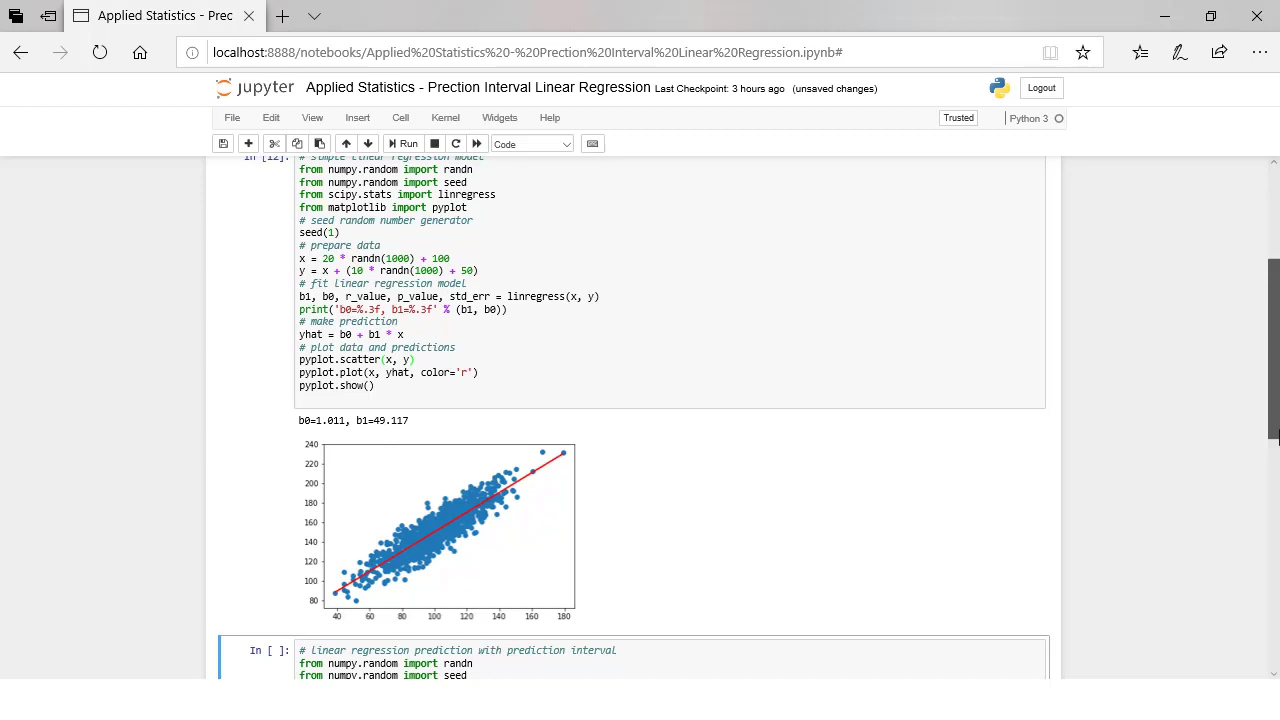 Applied Statistics - Prec
localhost:8888/notebooks/Applied%20Statistics%20-%20Prection%20Interval%20Linear%20Regression.ipynb#
jupyter Applied Statistics - Prection Interval Linear Regression Last Checkpoint: 3 hours ago (unsaved changes) Logout
File Edit View Insert Cell Kernel Widgets Help Trusted Python 3
Run Code
In [12]: # simple linear regression model
from numpy.random import randn
from numpy.random import seed
from scipy.stats import linregress
from matplotlib import pyplot
# seed random number generator
seed(1)
# prepare data
x = 20 * randn(1000) + 100
y = x + (10 * randn(1000) + 50)
# fit linear regression model
b1, b0, r_value, p_value, std_err = linregress(x, y)
print('b0=%.3f, b1=%.3f' % (b1, b0))
# make prediction
yhat = b0 + b1 * x
# plot data and predictions
pyplot.scatter(x, y)
pyplot.plot(x, yhat, color='r')
pyplot.show()
b0=1.011, b1=49.117
240
220
200
180
160
140
120
100
80
40 60 80 100 120 140 160 180
In [ ]: # linear regression prediction with prediction interval
from numpy.random import randn
from numpy.random import seed